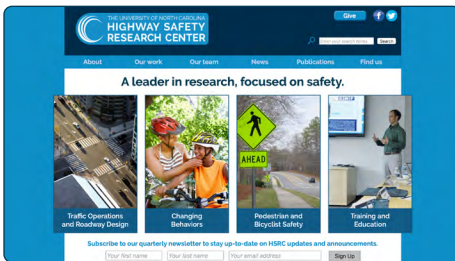 THE UNIVERSITY OF NORTH CAROLINA
HIGHWAY SAFETY
RESEARCH CENTER
Give
Search
About Our work Our team News Publications Find us
A leader in research, focused on safety.
AHEAD
Traffic Operations
and Roadway Design
Changing
Behaviors
Pedestrian and
Bicyclist Safety
Training and
Education
Subscribe to our quarterly newsletter to stay up-to-date on HSRC updates and announcements.
Your first name Your last name Your email address Sign Up